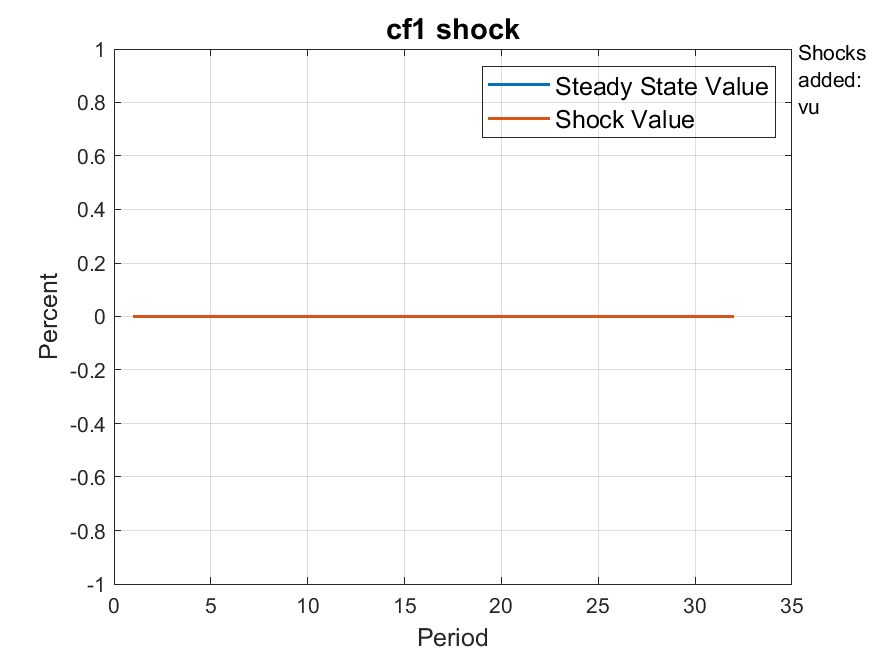 cf1 shock
Shocks
added:
vu
Steady State Value
Shock Value
Percent
1
0.8
0.6
0.4
0.2
0
-0.2
-0.4
-0.6
-0.8
-1
0 5 10 15 20 25 30 35
Period